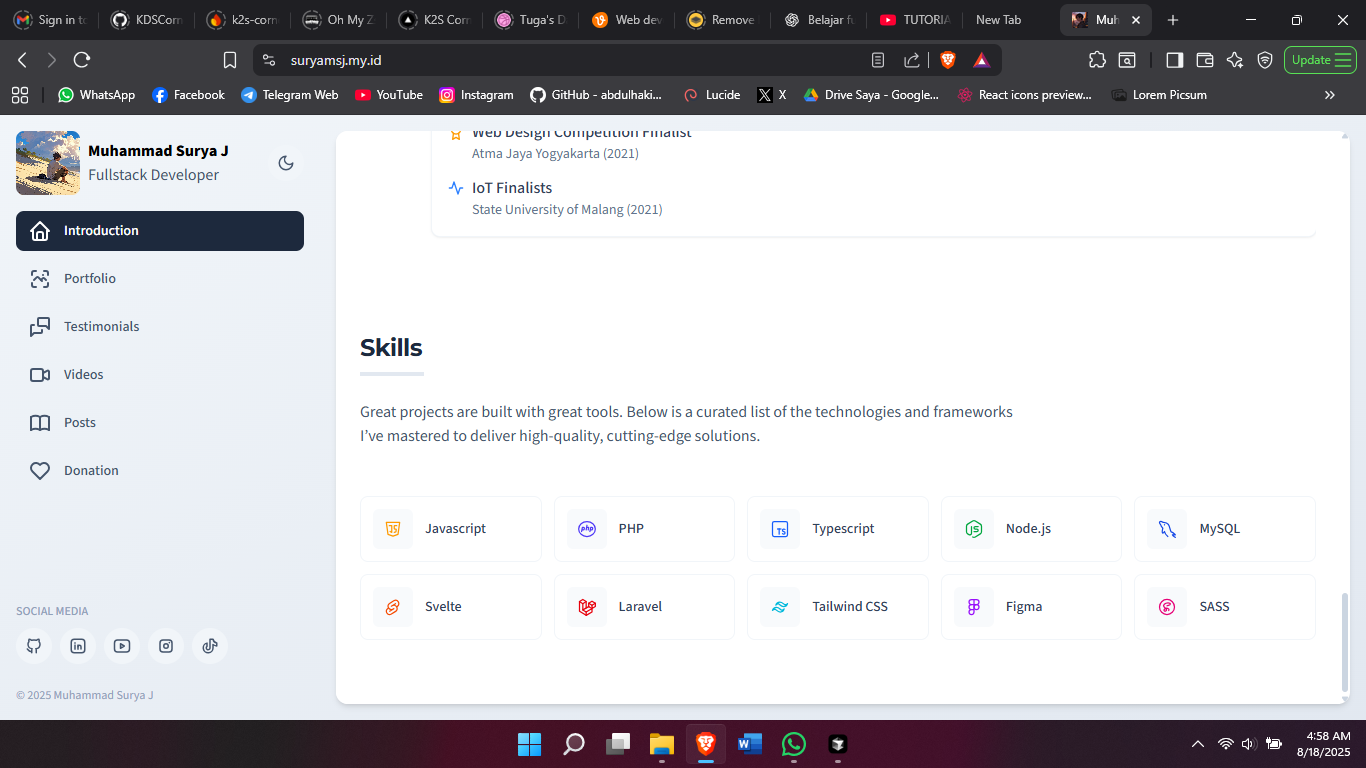 Sign in to
KDSCorn
k2s-corn
Oh My Z
K2S Corn
Tuga's D
Web dev
Remove
Belajar fu
TUTORIA
New Tab
Muh
suryamsj.my.id
Update
WhatsApp
Facebook
Telegram Web
YouTube
Instagram
GitHub - abdulhaki...
Lucide
X
Drive Saya - Google...
React icons preview...
Lorem Picsum
Muhammad Surya J
Fullstack Developer
Introduction
Portfolio
Testimonials
Videos
Posts
Donation
SOCIAL MEDIA
© 2025 Muhammad Surya J
Web Design Competition Finalist
Atma Jaya Yogyakarta (2021)
IoT Finalists
State University of Malang (2021)
Skills
Great projects are built with great tools. Below is a curated list of the technologies and frameworks
I've mastered to deliver high-quality, cutting-edge solutions.
Javascript
PHP
Typescript
Node.js
MySQL
Svelte
Laravel
Tailwind CSS
Figma
SASS
4:58 AM
8/18/2025